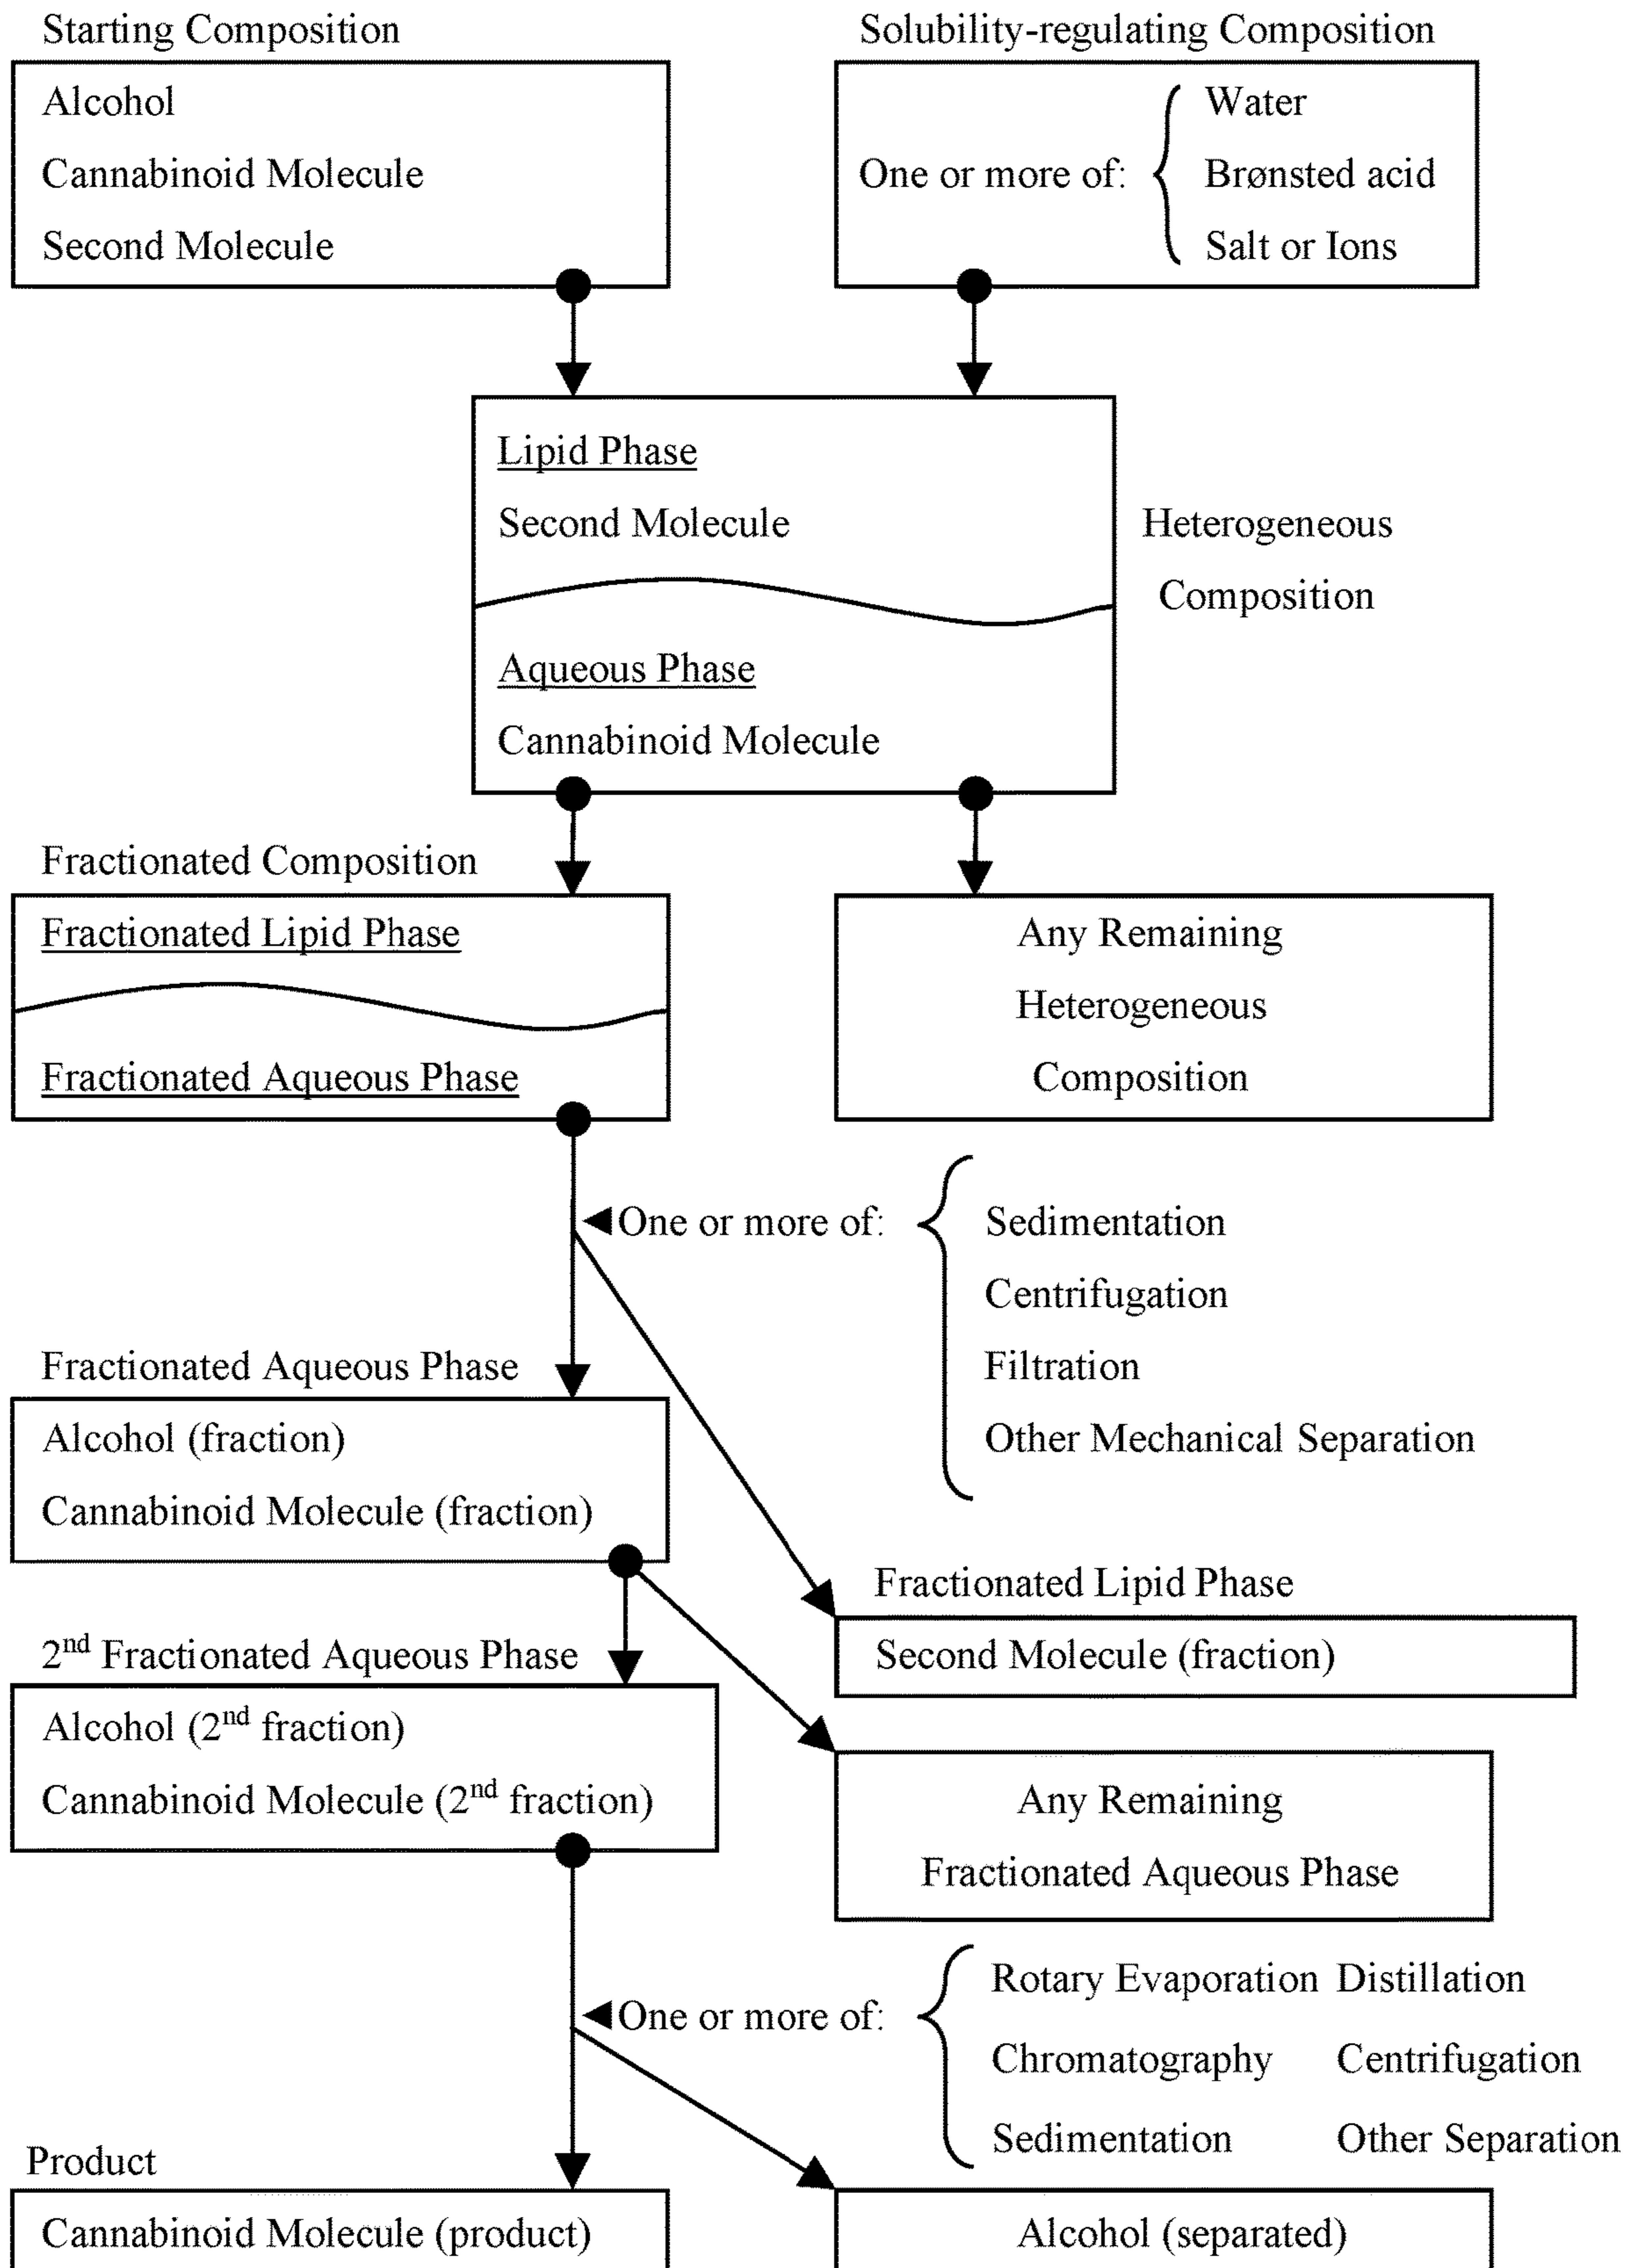 Starting Composition
Alcohol
Cannabinoid Molecule
Second Molecule
Solubility-regulating Composition
One or more of:
Water
Brønsted acid
Salt or Ions
Lipid Phase
Second Molecule
Aqueous Phase
Cannabinoid Molecule
Heterogeneous
Composition
Fractionated Composition
Fractionated Lipid Phase
Fractionated Aqueous Phase
Any Remaining
Heterogeneous
Composition
One or more of:
Sedimentation
Centrifugation
Filtration
Other Mechanical Separation
Fractionated Aqueous Phase
Alcohol (fraction)
Cannabinoid Molecule (fraction)
Fractionated Lipid Phase
Second Molecule (fraction)
2nd Fractionated Aqueous Phase
Alcohol (2nd fraction)
Cannabinoid Molecule (2nd fraction)
Any Remaining
Fractionated Aqueous Phase
One or more of:
Rotary Evaporation Distillation
Chromatography Centrifugation
Sedimentation Other Separation
Product
Cannabinoid Molecule (product)
Alcohol (separated)